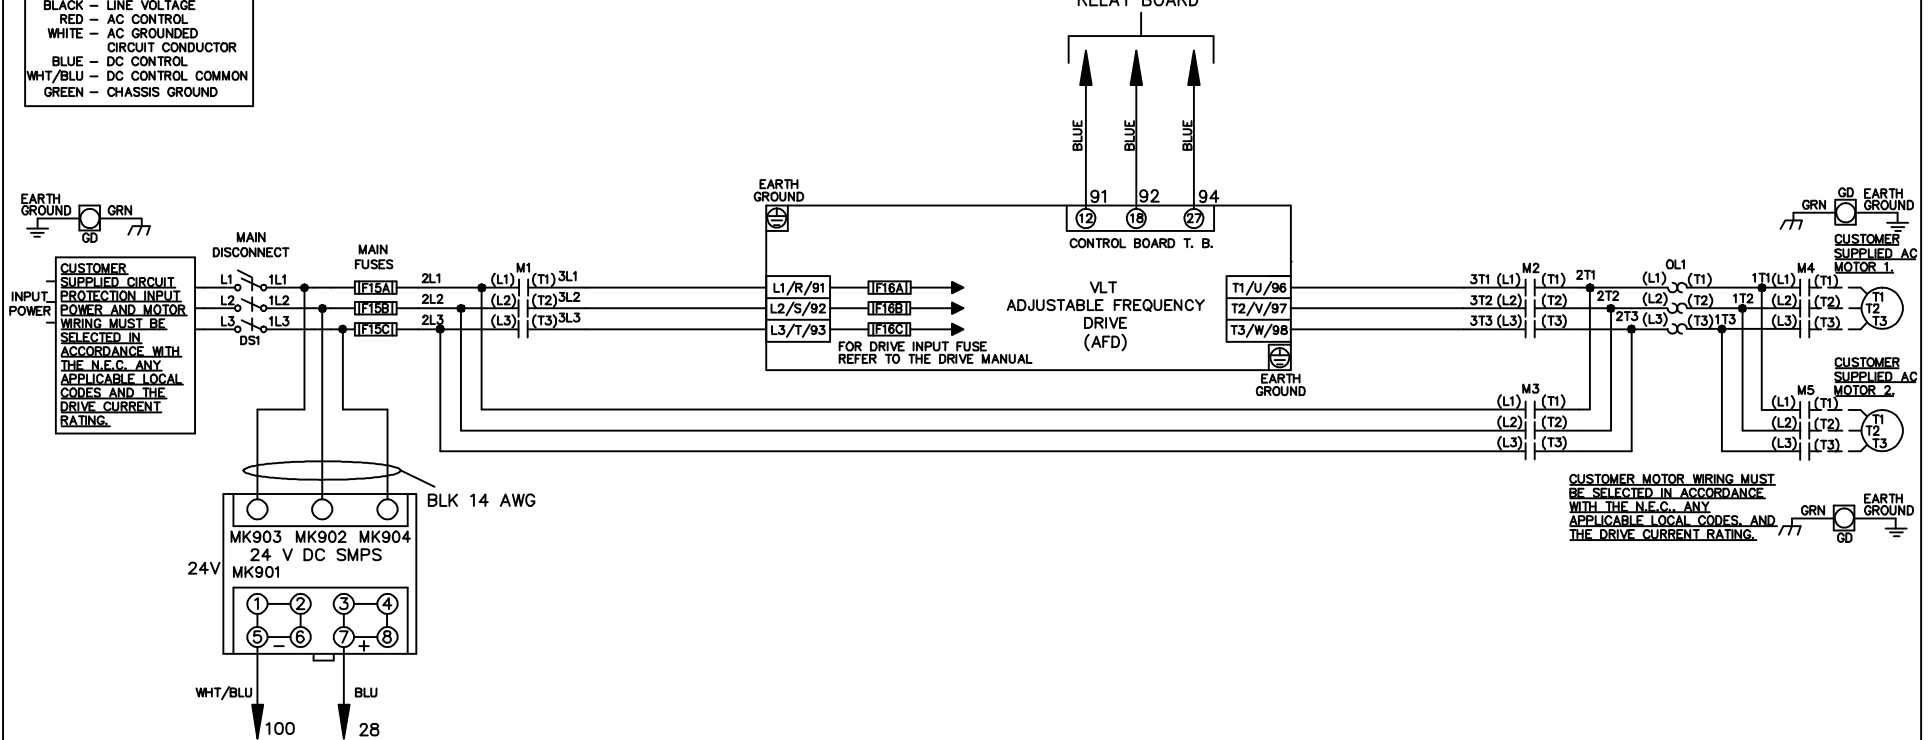 BLACK – LINE VOLTAGE
RED – AC CONTROL
WHITE – AC GROUNDED
CIRCUIT CONDUCTOR
BLUE – DC CONTROL
WHT/BLU – DC CONTROL COMMON
GREEN – CHASSIS GROUND
RELAY BOARD
BLUE
BLUE
BLUE
91 92 94
12 18 27
CONTROL BOARD T. B.
EARTH
GROUND
GRN
GD
INPUT
POWER
CUSTOMER
SUPPLIED CIRCUIT
PROTECTION INPUT
POWER AND MOTOR
WIRING MUST BE
SELECTED IN
ACCORDANCE WITH
THE N.E.C. ANY
APPLICABLE LOCAL
CODES AND THE
DRIVE CURRENT
RATING.
MAIN
DISCONNECT
L1 1L1
L2 1L2
L3 1L3
DS1
MAIN
FUSES
F15A
F15B
F15C
2L1
2L2
2L3
M1
(L1) (T1) 3L1
(L2) (T2) 3L2
(L3) (T3) 3L3
EARTH
GROUND
L1/R/91
L2/S/92
L3/T/93
F16A
F16B
F16C
FOR DRIVE INPUT FUSE
REFER TO THE DRIVE MANUAL
VLT
ADJUSTABLE FREQUENCY
DRIVE
(AFD)
T1/U/96
T2/V/97
T3/W/98
EARTH
GROUND
M2
3T1 (L1) (T1) 2T1
3T2 (L2) (T2) 2T2
3T3 (L3) (T3) 2T3
OL1
(L1) (T1) 1T1
(L2) (T2) 1T2
(L3) (T3) 1T3
M4
(L1) (T1)
(L2) (T2)
(L3) (T3)
T1
T2
T3
GRN
GD
EARTH
GROUND
CUSTOMER
SUPPLIED AC
MOTOR 1.
M3
(L1) (T1)
(L2) (T2)
(L3) (T3)
CUSTOMER
SUPPLIED AC
MOTOR 2.
M5
(L1) (T1)
(L2) (T2)
(L3) (T3)
T1
T2
T3
CUSTOMER MOTOR WIRING MUST
BE SELECTED IN ACCORDANCE
WITH THE N.E.C., ANY
APPLICABLE LOCAL CODES, AND
THE DRIVE CURRENT RATING.
GRN
GD
EARTH
GROUND
BLK 14 AWG
MK903 MK902 MK904
24 V DC SMPS
24V
MK901
1 2 3 4
5 – 6 7 + 8
WHT/BLU BLU
100 28